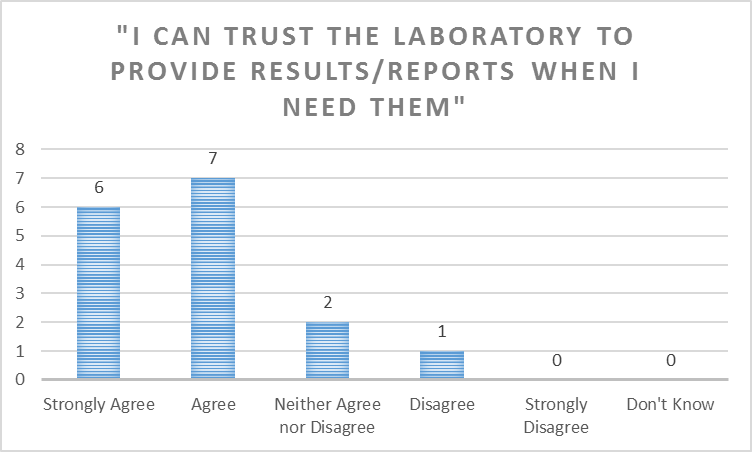 "I CAN TRUST THE LABORATORY TO
PROVIDE RESULTS/REPORTS WHEN I
NEED THEM"
8
7
6
5
4
3
2
1
0
6
7
2
1
0
0
Strongly Agree
Agree
Neither Agree
nor Disagree
Disagree
Strongly
Disagree
Don't Know